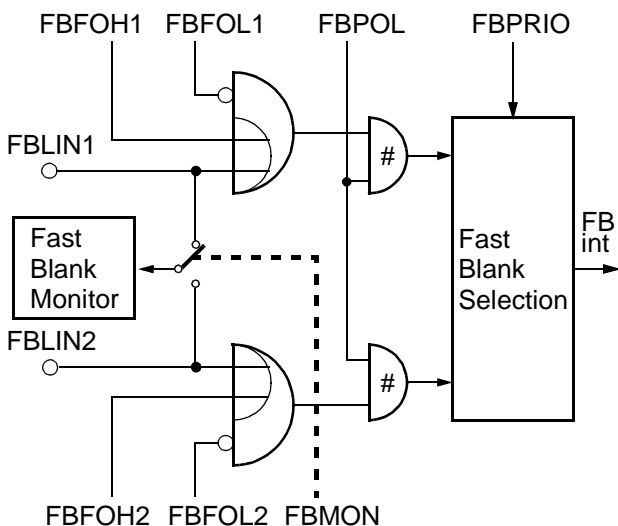 FBFOH1 FBFOL1 FBPOL FBPRIO
FBLIN1
#
Fast
Blank
Monitor
Fast
Blank
Selection
FB
int
FBLIN2
#
FBFOH2 FBFOL2 FBMON